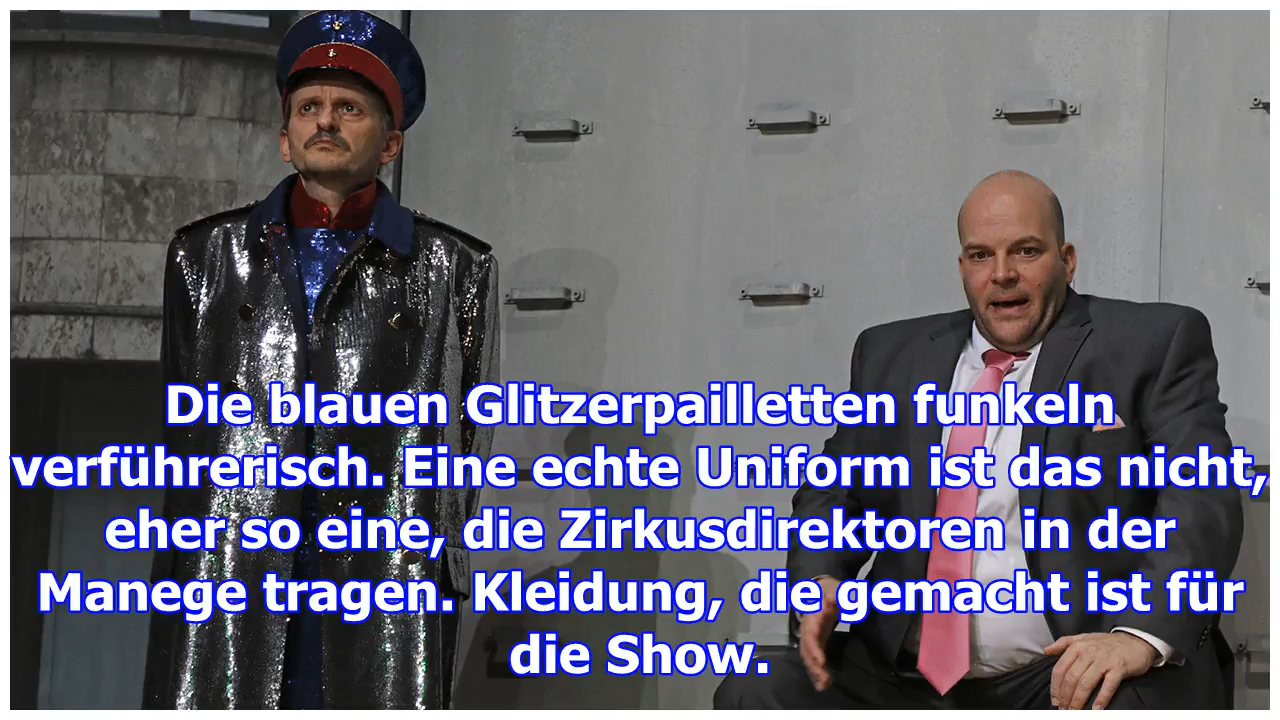 Die blauen Glitzerpailletten funkeln
verführerisch. Eine echte Uniform ist das nicht,
eher so eine, die Zirkusdirektoren in der
Manege tragen. Kleidung, die gemacht ist für
die Show.